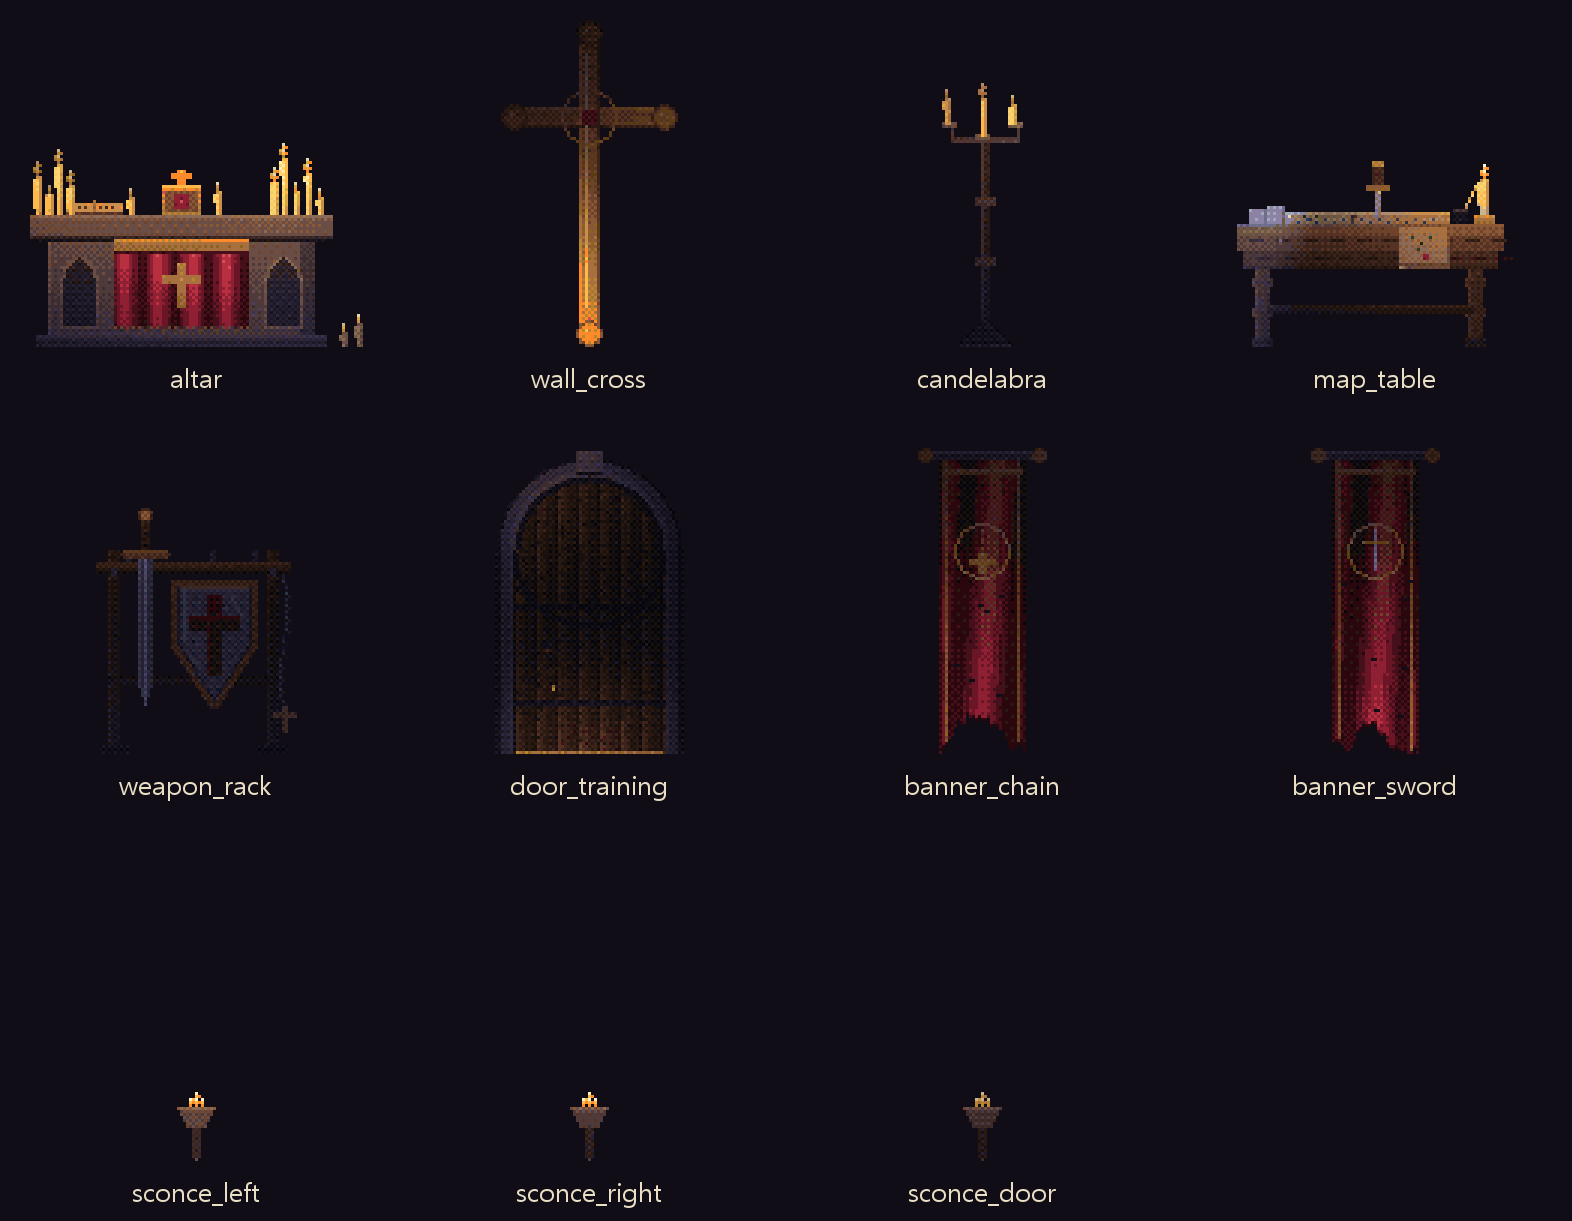 altar
wall_cross
candelabra
map_table
weapon_rack
door_training
banner_chain
banner_sword
sconce_left
sconce_right
sconce_door